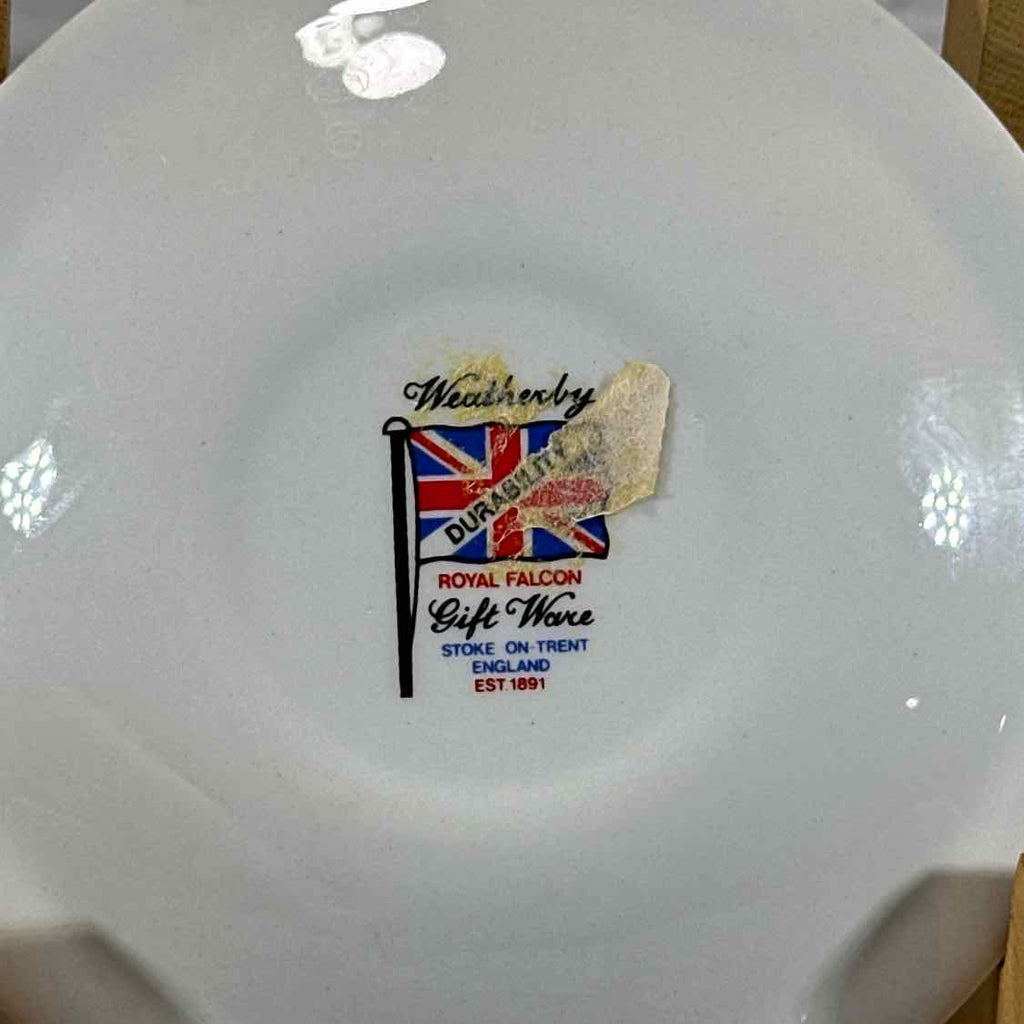 Weatherby
DURABILITY
ROYAL FALCON
Gift Ware
STOKE ON-TRENT
ENGLAND
EST. 1891